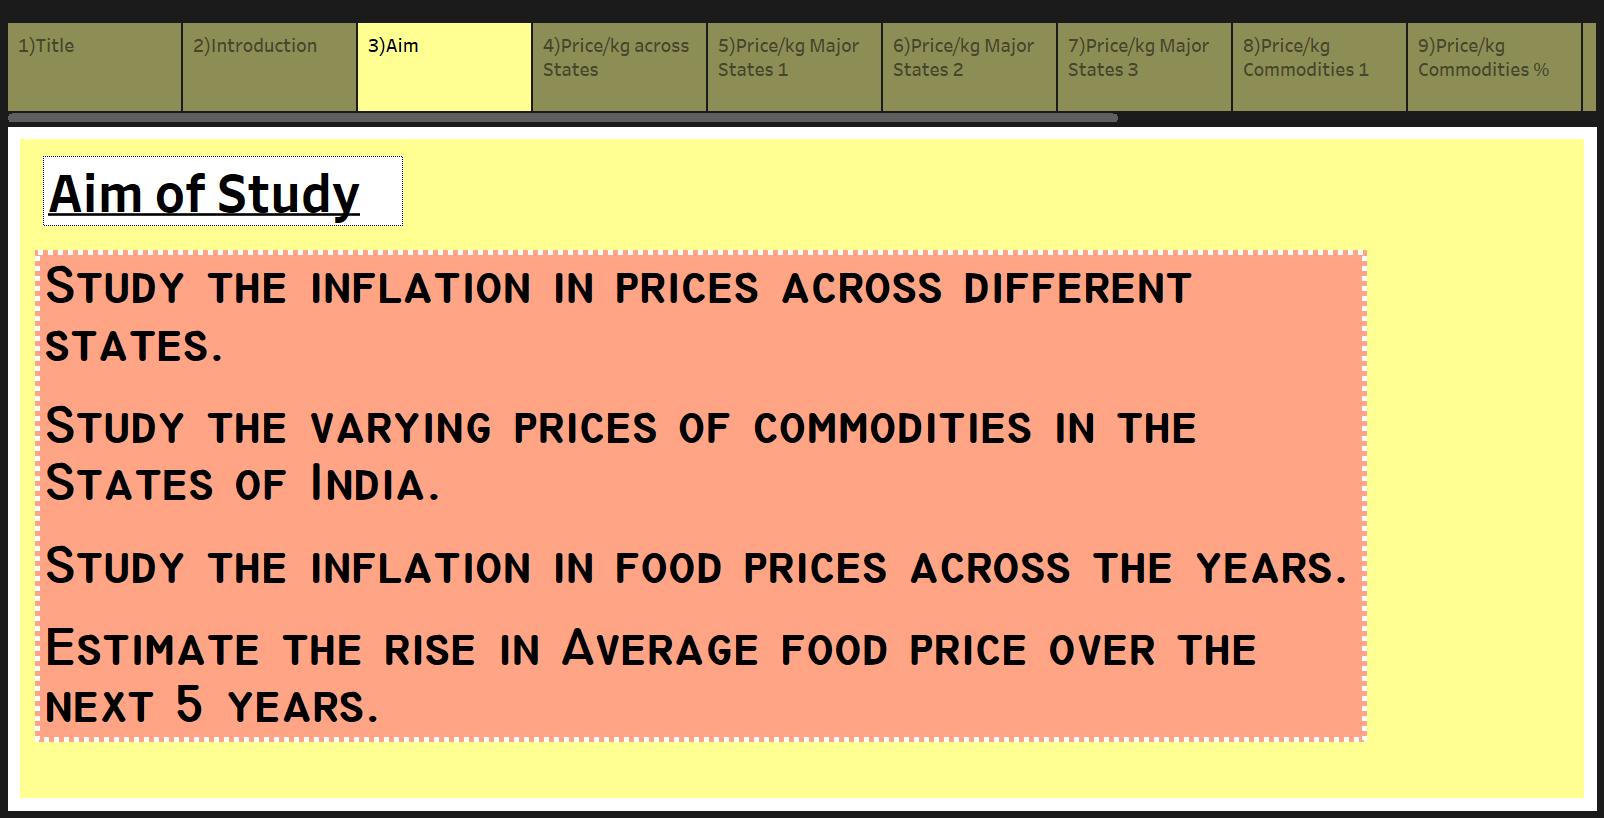 1)Title
2)Introduction
3)Aim
4)Price/kg across
States
5)Price/kg Major
States 1
6)Price/kg Major
States 2
7)Price/kg Major
States 3
8)Price/kg
Commodities 1
9)Price/kg
Commodities %
Aim of Study
Study the inflation in prices across different
states.
Study the varying prices of commodities in the
States of India.
Study the inflation in food prices across the years.
Estimate the rise in Average food price over the
next 5 years.